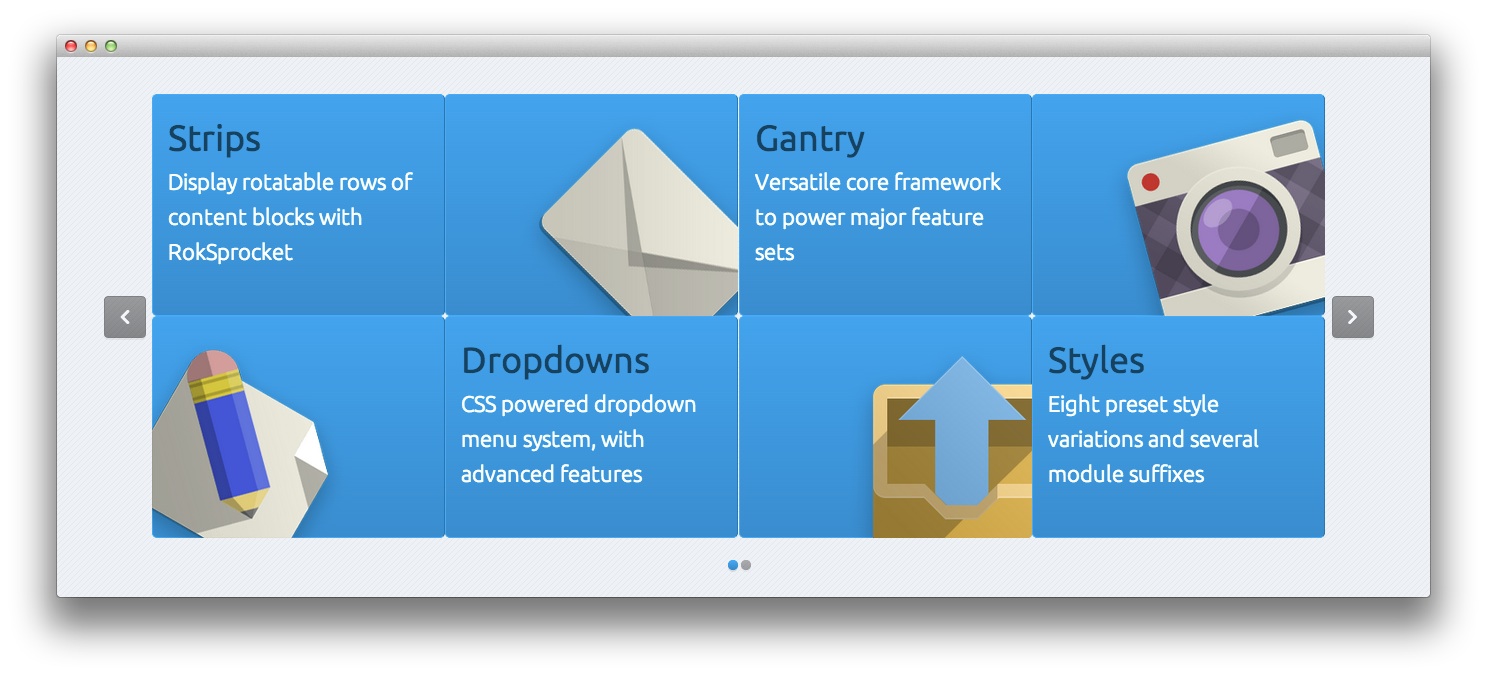 Strips
Display rotatable rows of
content blocks with
RokSprocket
Gantry
Versatile core framework
to power major feature
sets
Dropdowns
CSS powered dropdown
menu system, with
advanced features
Styles
Eight preset style
variations and several
module suffixes